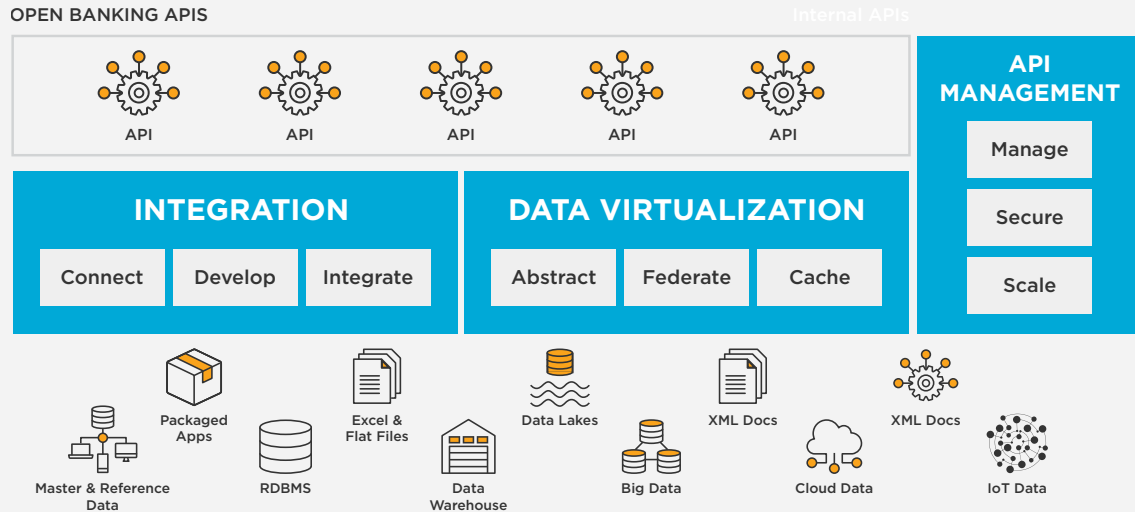 OPEN BANKING APIS
Internal APIs
API
API
API
API
API
API
MANAGEMENT
Manage
Secure
Scale
INTEGRATION
Connect
Develop
Integrate
DATA VIRTUALIZATION
Abstract
Federate
Cache
Packaged
Apps
Excel &
Flat Files
Data Lakes
XML Docs
XML Docs
Master & Reference
Data
RDBMS
Data
Warehouse
Big Data
Cloud Data
IoT Data